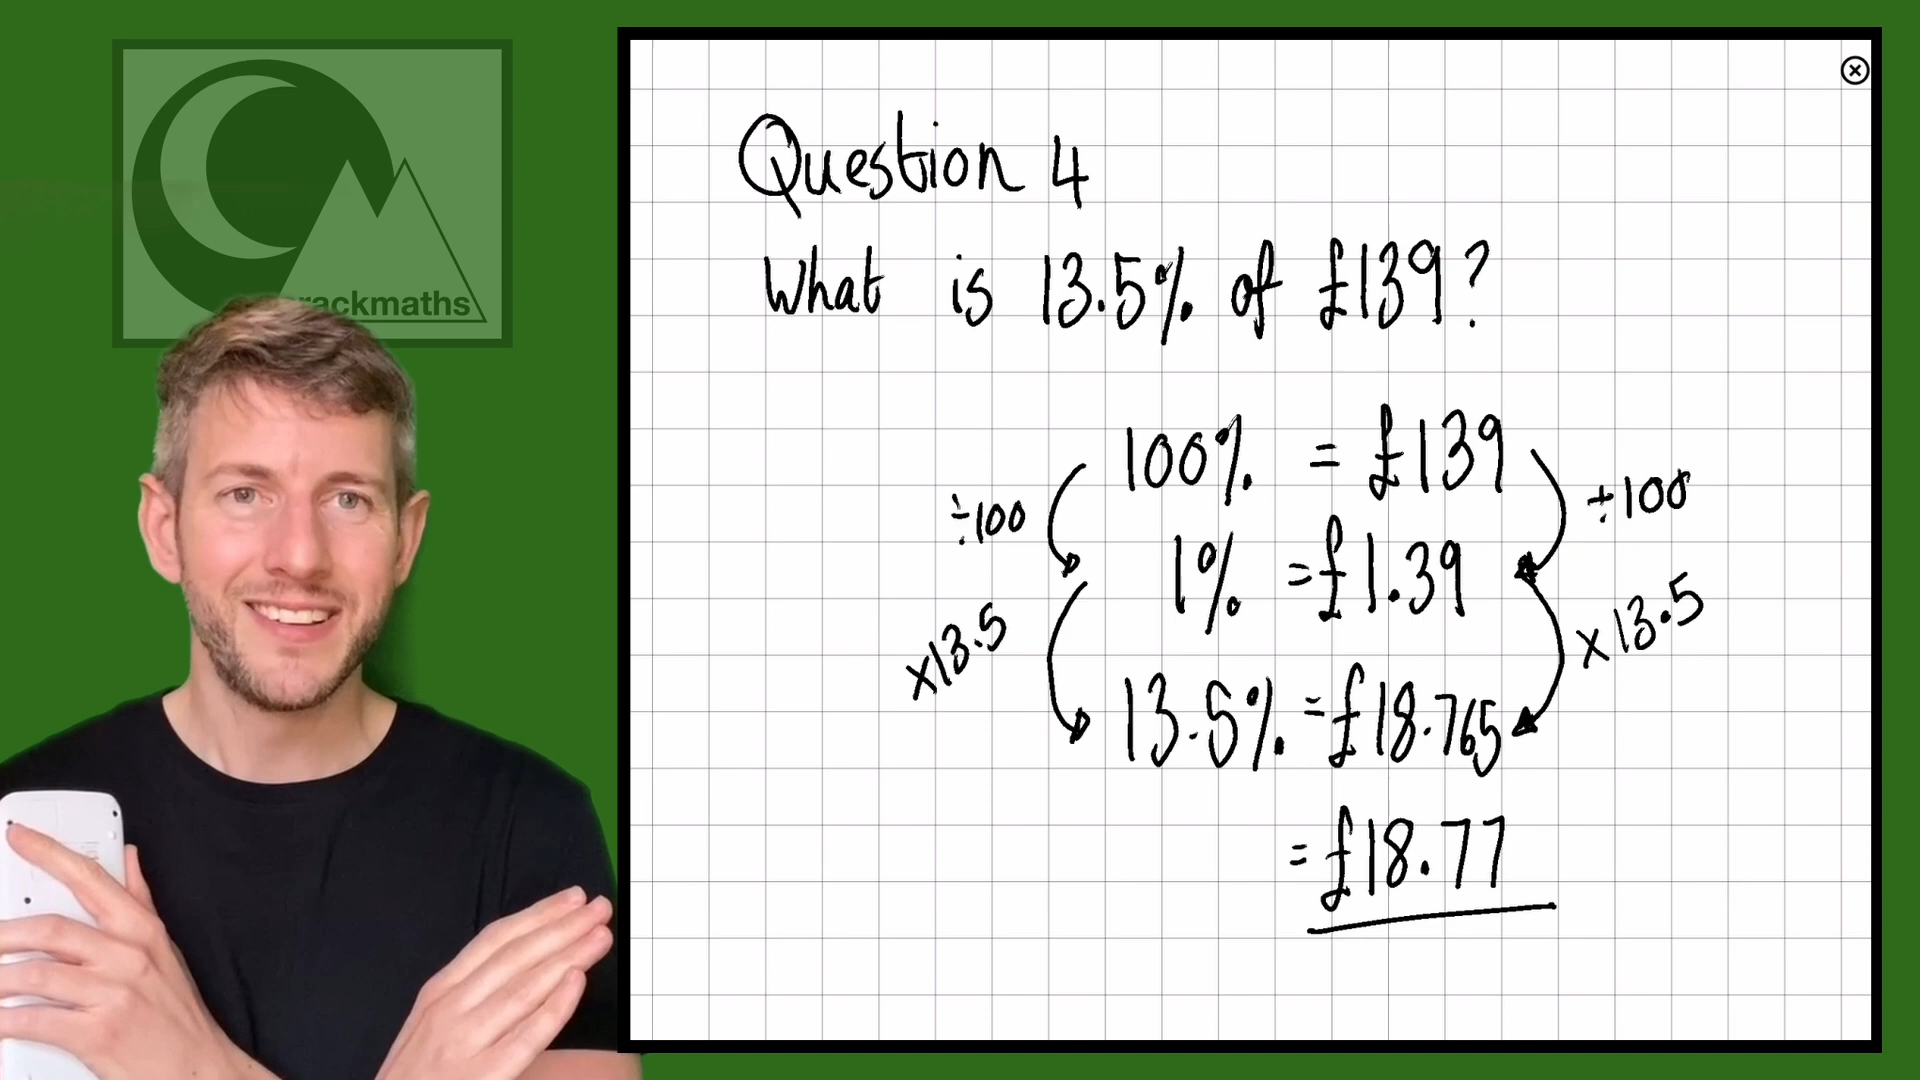 rackmaths
Question 4
What is 13.5% of £139?
100% = £139
÷100
÷100
1% = £1.39
×13.5
×13.5
13.5% = £18.765
= £18.77